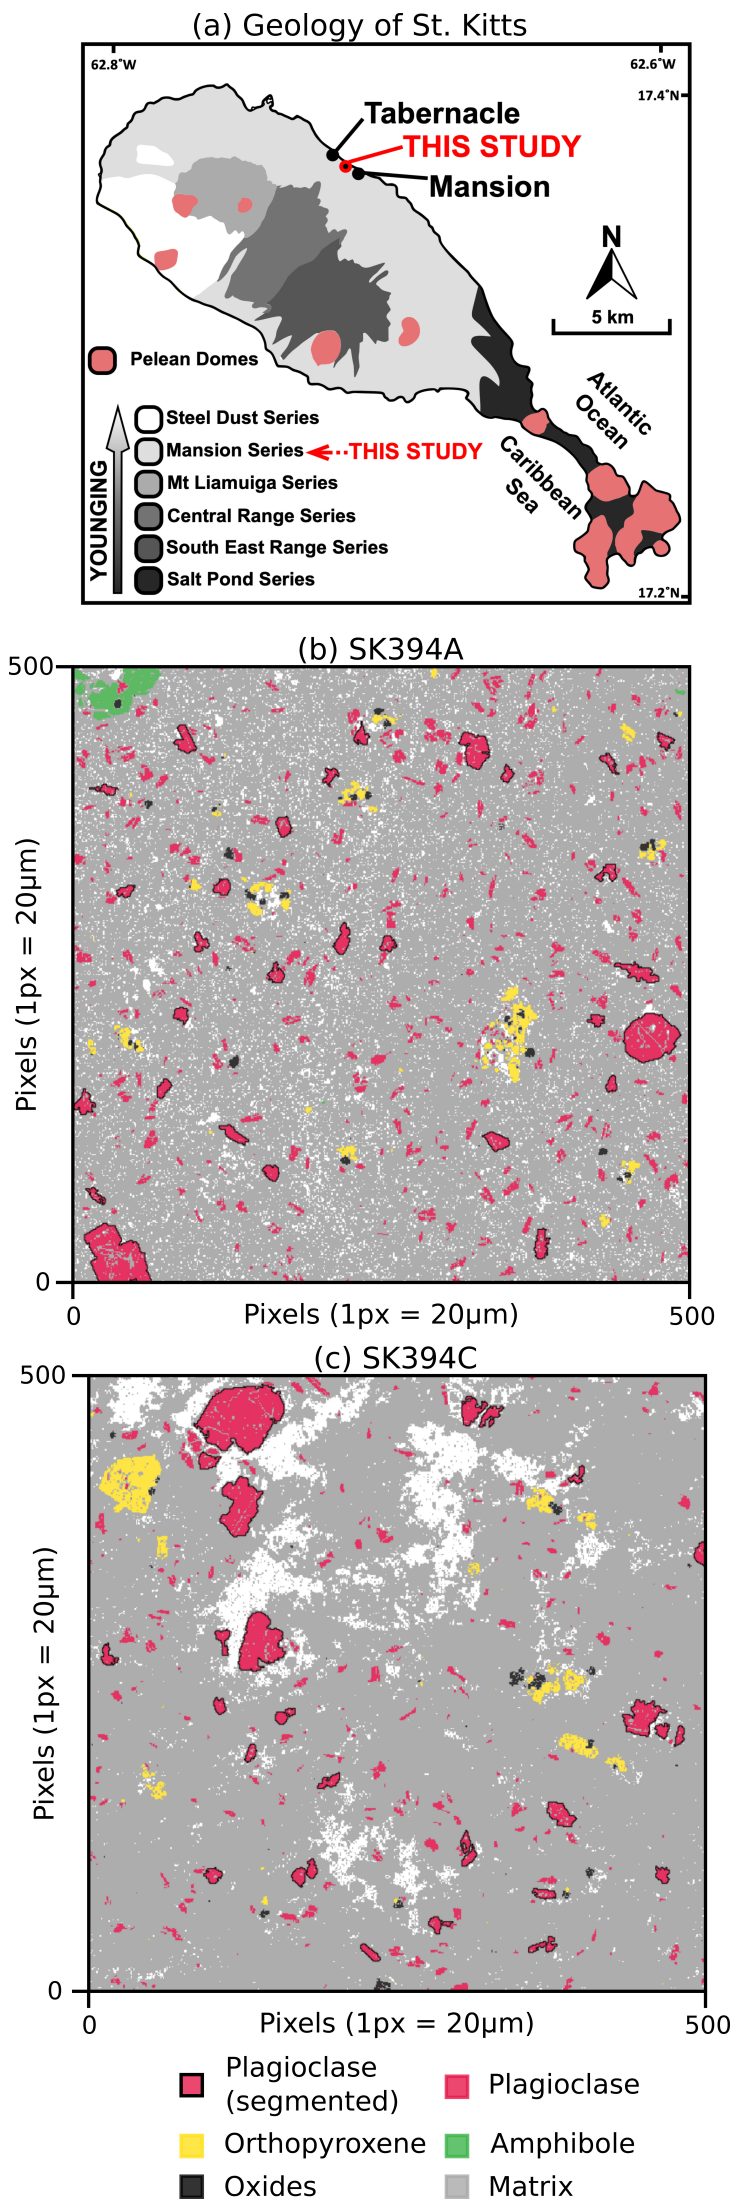 (a) Geology of St. Kitts
62.8°W
62.6°W
17.4°N
Tabernacle
THIS STUDY
Mansion
N
5 km
Pelean Domes
Atlantic
Ocean
Caribbean
Sea
YOUNGING
Steel Dust Series
Mansion Series
THIS STUDY
Mt Liamuiga Series
Central Range Series
South East Range Series
Salt Pond Series
17.2°N
(b) SK394A
500
Pixels (1px = 20μm)
0
0
Pixels (1px = 20μm)
500
(c) SK394C
500
Pixels (1px = 20μm)
0
0
Pixels (1px = 20μm)
500
Plagioclase
(segmented)
Plagioclase
Orthopyroxene
Amphibole
Oxides
Matrix